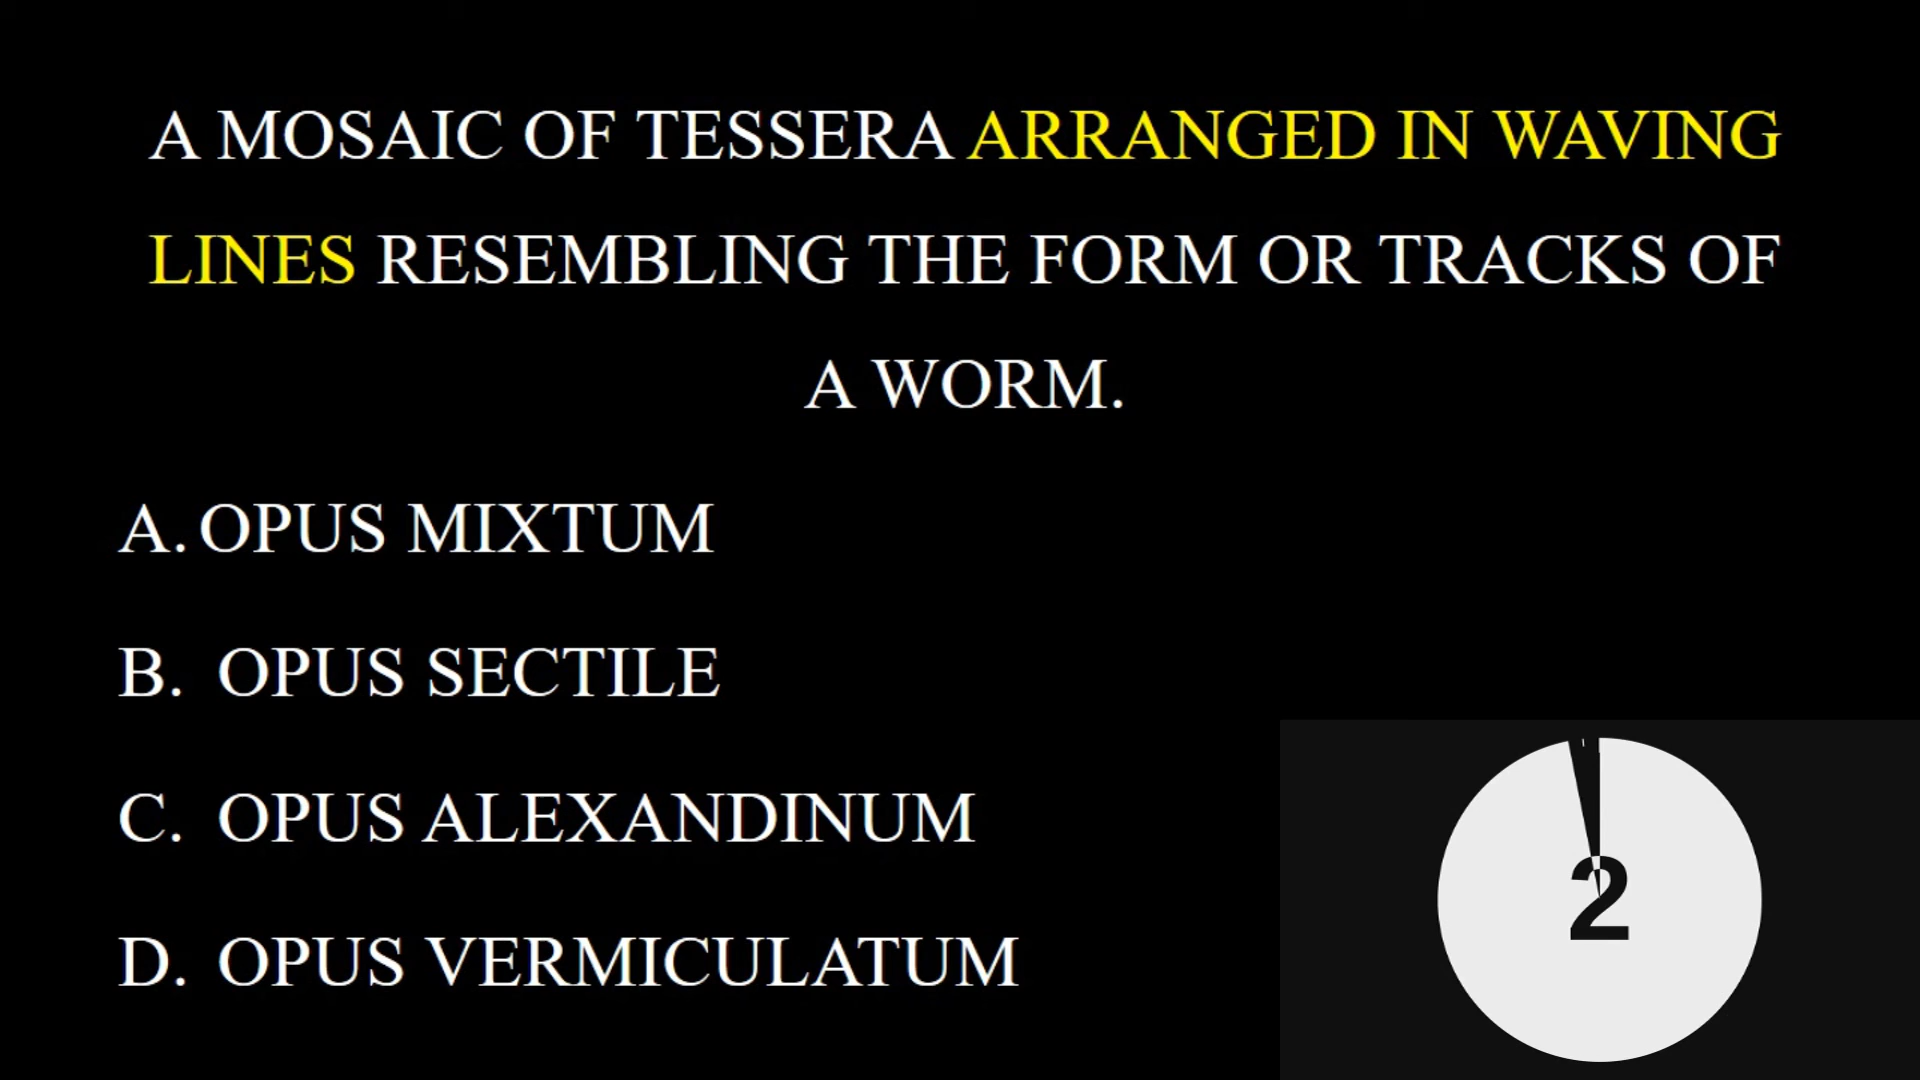 A MOSAIC OF TESSERA ARRANGED IN WAVING
LINES RESEMBLING THE FORM OR TRACKS OF
A WORM.
A. OPUS MIXTUM
B. OPUS SECTILE
C. OPUS ALEXANDINUM
D. OPUS VERMICULATUM
2